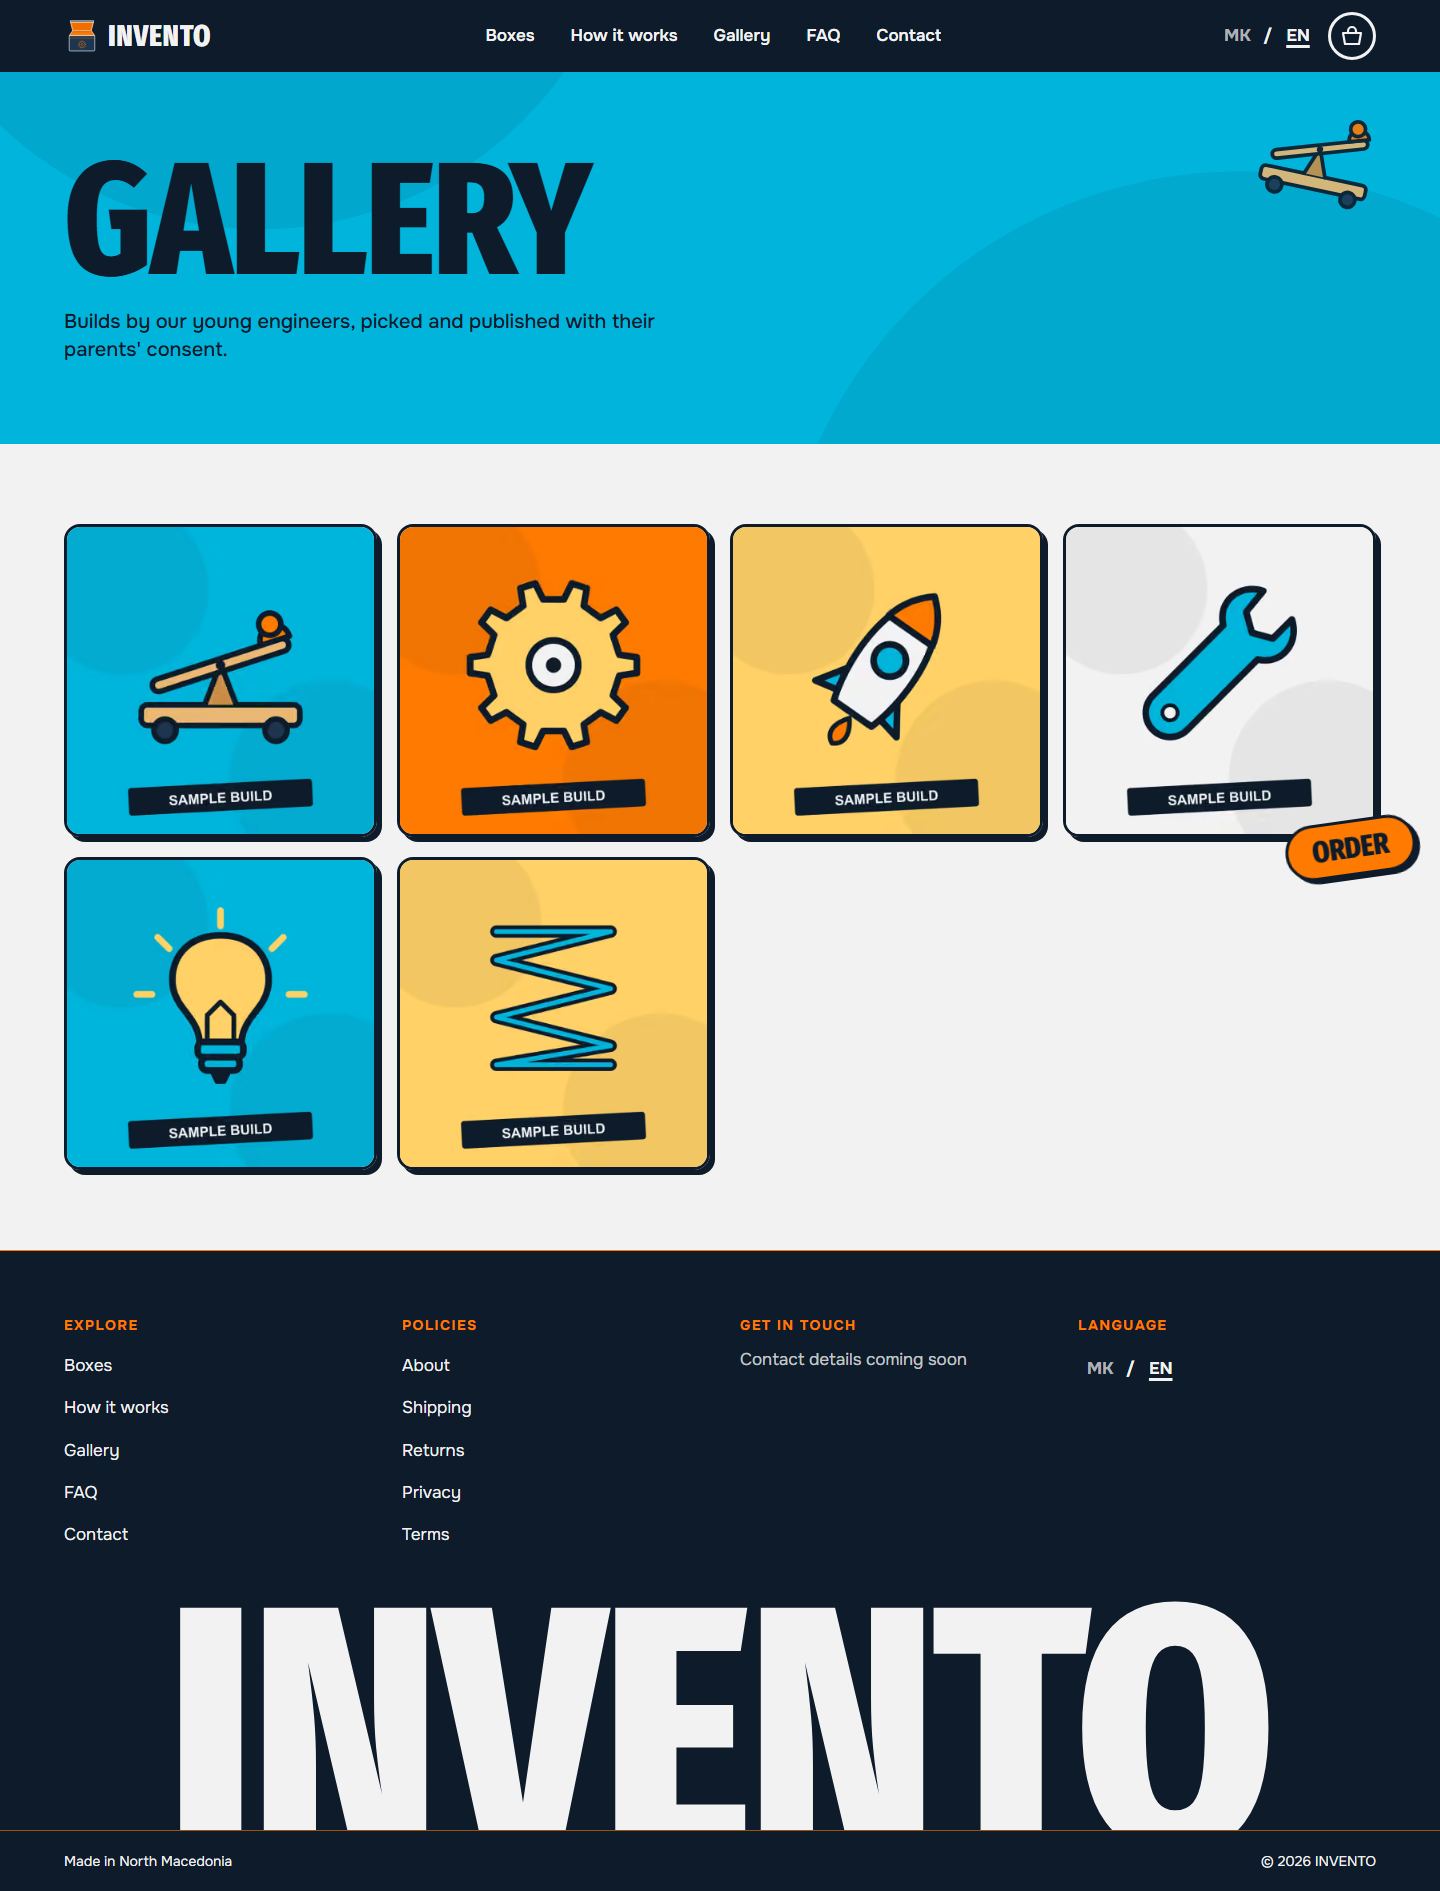 INVENTO
Boxes
How it works
Gallery
FAQ
Contact
MK / EN
GALLERY
Builds by our young engineers, picked and published with their
parents' consent.
SAMPLE BUILD
SAMPLE BUILD
SAMPLE BUILD
SAMPLE BUILD
ORDER
SAMPLE BUILD
SAMPLE BUILD
EXPLORE
Boxes
How it works
Gallery
FAQ
Contact
POLICIES
About
Shipping
Returns
Privacy
Terms
GET IN TOUCH
Contact details coming soon
LANGUAGE
MK / EN
INVENTO
Made in North Macedonia
© 2026 INVENTO